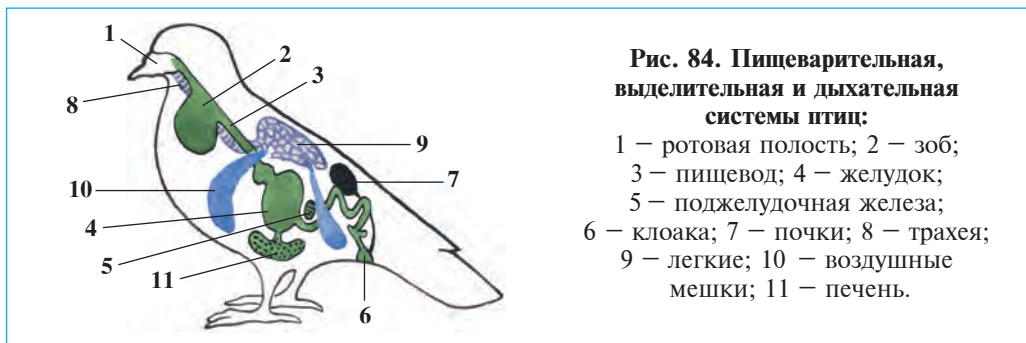 1
2
3
8
9
7
10
4
5
11
6
Рис. 84. Пищеварительная,
выделительная и дыхательная
системы птиц:
1 — ротовая полость; 2 — зоб;
3 — пищевод; 4 — желудок;
5 — поджелудочная железа;
6 — клоака; 7 — почки; 8 — трахея;
9 — легкие; 10 — воздушные
мешки; 11 — печень.